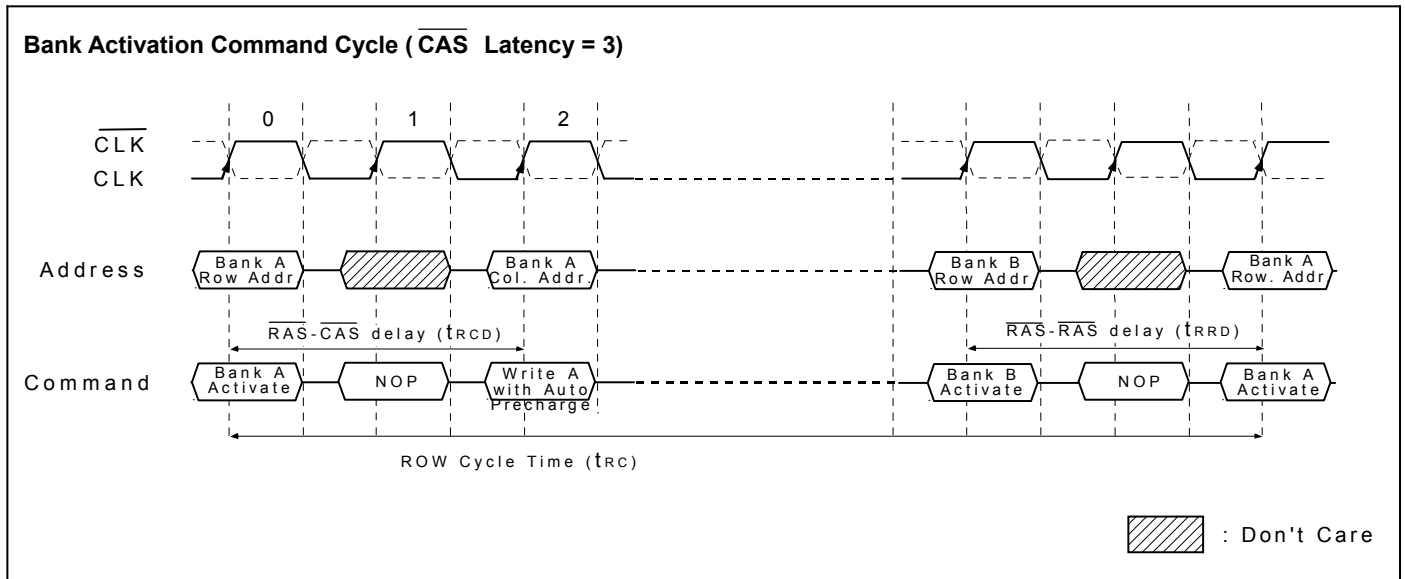 Bank Activation Command Cycle ( CAS Latency = 3)
0 1 2
CLK
CLK
Address
Bank A
Row Addr.
Bank A
Col. Addr.
Bank B
Row Addr.
Bank A
Row. Addr.
RAS-CAS delay (tRCD)
RAS-RAS delay (tRRD)
Command
Bank A
Activate
NOP
Write A
with Auto
Precharge
Bank B
Activate
NOP
Bank A
Activate
ROW Cycle Time (tRC)
: Don't Care